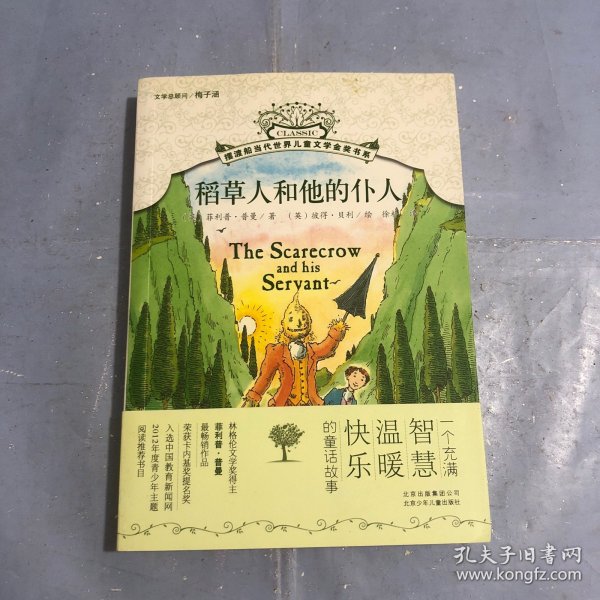 文学总顾问／梅子涵
CLASSIC
摆渡船当代世界儿童文学金奖书系
稻草人和他的仆人
菲利普·普曼／著 （英）彼得·贝利／绘 徐
The Scarecrow
and his
Servant
一个充满
智慧
温暖
快乐
的童话故事
林格伦文学奖得主
菲利普·普曼
最畅销作品
荣获卡内基奖提名奖
入选中国教育新闻网
2012年度青少年主题
阅读推荐书目
北京出版集团公司
北京少年儿童出版社
孔夫子旧书网
www.kongfz.com